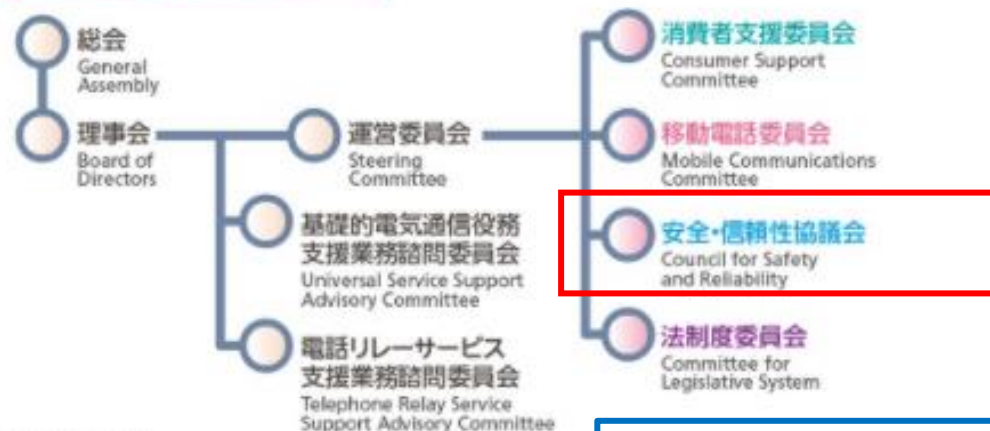 総会
General
Assembly
理事会
Board of
Directors
運営委員会
Steering
Committee
基礎的電気通信役務
支援業務諮問委員会
Universal Service Support
Advisory Committee
電話リレーサービス
支援業務諮問委員会
Telephone Relay Service
Support Advisory Committee
消費者支援委員会
Consumer Support
Committee
移動電話委員会
Mobile Communications
Committee
安全・信頼性協議会
Council for Safety
and Reliability
法制度委員会
Committee for
Legislative System